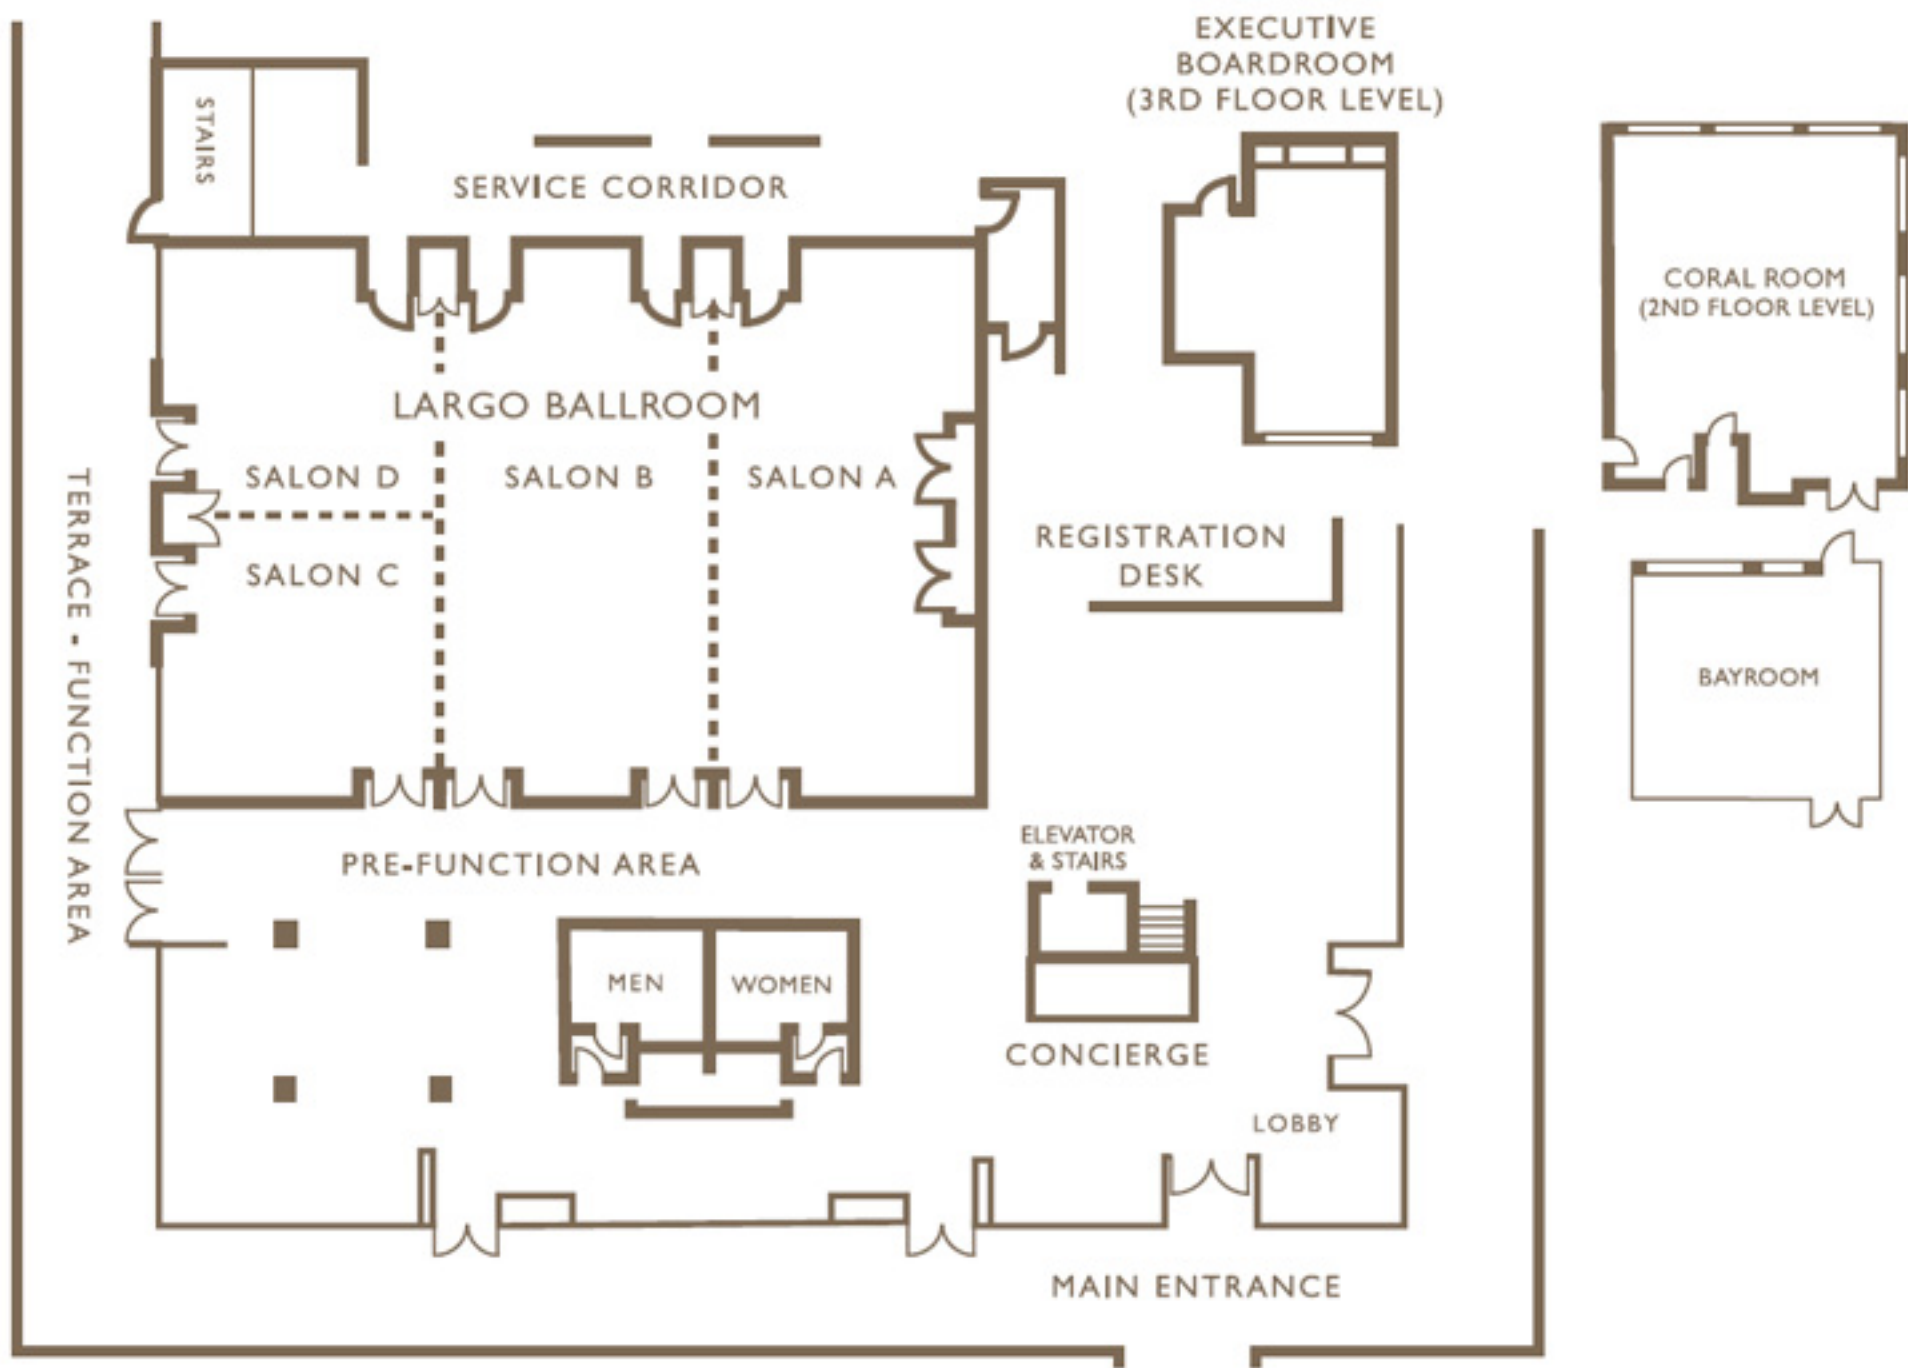 EXECUTIVE
BOARDROOM
(3RD FLOOR LEVEL)
STAIRS
SERVICE CORRIDOR
CORAL ROOM
(2ND FLOOR LEVEL)
LARGO BALLROOM
SALON D
SALON B
SALON A
TERRACE - FUNCTION AREA
REGISTRATION
DESK
SALON C
BAYROOM
ELEVATOR
& STAIRS
PRE-FUNCTION AREA
MEN
WOMEN
CONCIERGE
LOBBY
MAIN ENTRANCE